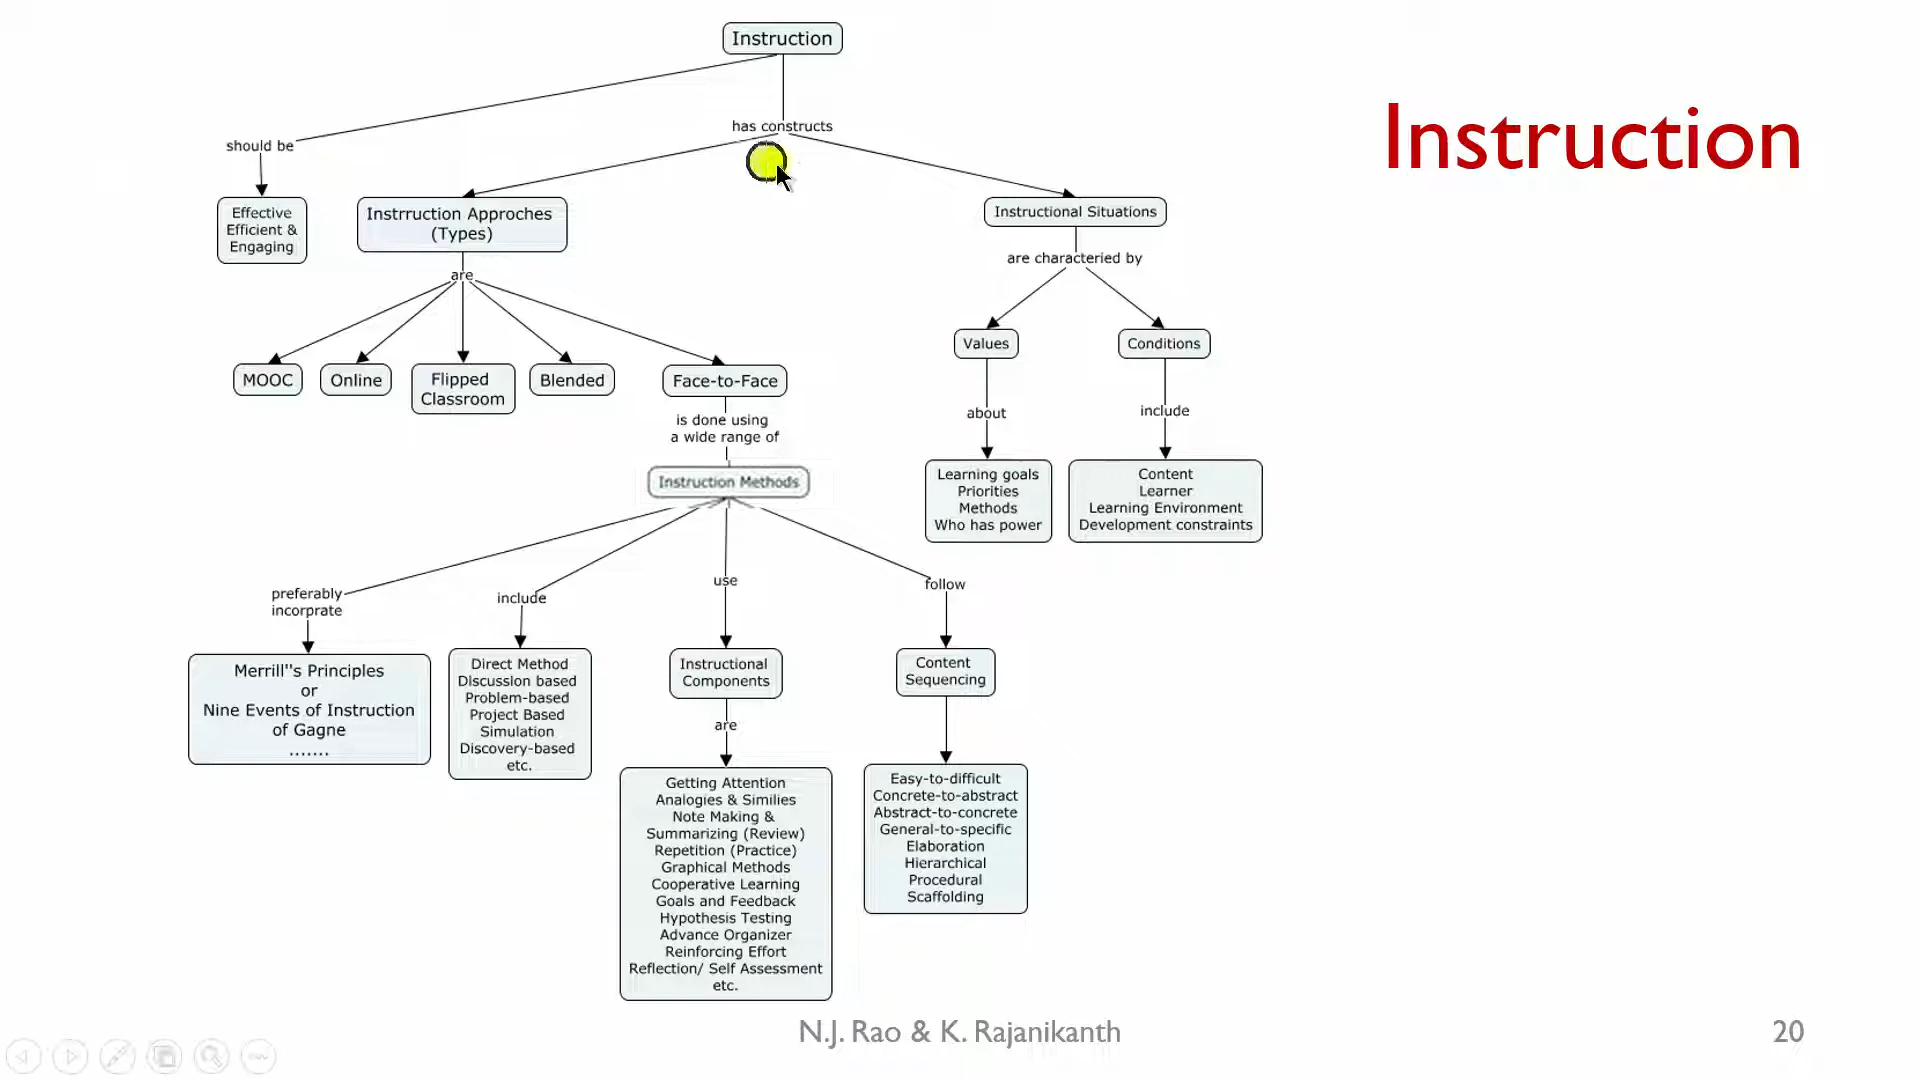 Instruction
Instruction
has constructs
should be
Effective
Efficient &
Engaging
Instrruction Approches
(Types)
are
MOOC
Online
Flipped
Classroom
Blended
Face-to-Face
is done using
a wide range of
Instruction Methods
Instructional Situations
are characteried by
Values
Conditions
about
include
Learning goals
Priorities
Methods
Who has power
Content
Learner
Learning Environment
Development constraints
preferably
incorprate
Merrill''s Principles
or
Nine Events of Instruction
of Gagne
.......
include
Direct Method
Discussion based
Problem-based
Project Based
Simulation
Discovery-based
etc.
use
Instructional
Components
are
Getting Attention
Analogies & Similies
Note Making &
Summarizing (Review)
Repetition (Practice)
Graphical Methods
Cooperative Learning
Goals and Feedback
Hypothesis Testing
Advance Organizer
Reinforcing Effort
Reflection/ Self Assessment
etc.
follow
Content
Sequencing
Easy-to-difficult
Concrete-to-abstract
Abstract-to-concrete
General-to-specific
Elaboration
Hierarchical
Procedural
Scaffolding
N.J. Rao & K. Rajanikanth
20